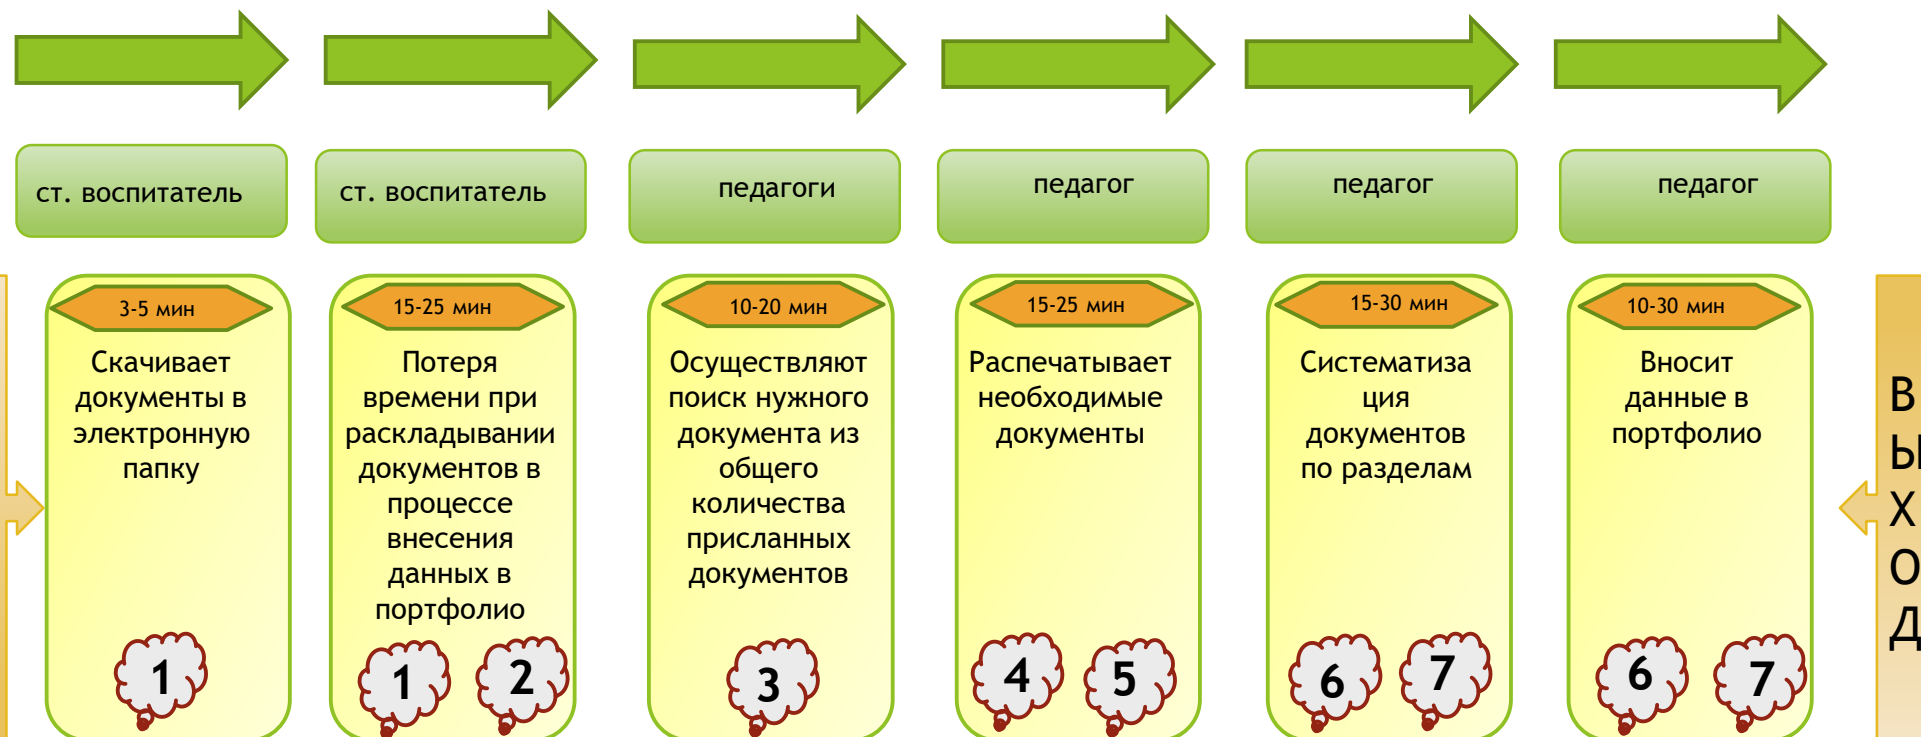 ст. воспитатель
ст. воспитатель
педагоги
педагог
педагог
педагог
3-5 мин
Скачивает
документы в
электронную
папку
1
15-25 мин
Потеря
времени при
раскладывании
документов в
процессе
внесения
данных в
портфолио
1
2
10-20 мин
Осуществляют
поиск нужного
документа из
общего
количества
присланных
документов
3
15-25 мин
Распечатывает
необходимые
документы
4
5
15-30 мин
Систематиза
ция
документов
по разделам
6
7
10-30 мин
Вносит
данные в
портфолио
6
7
В
Ы
Х
О
Д